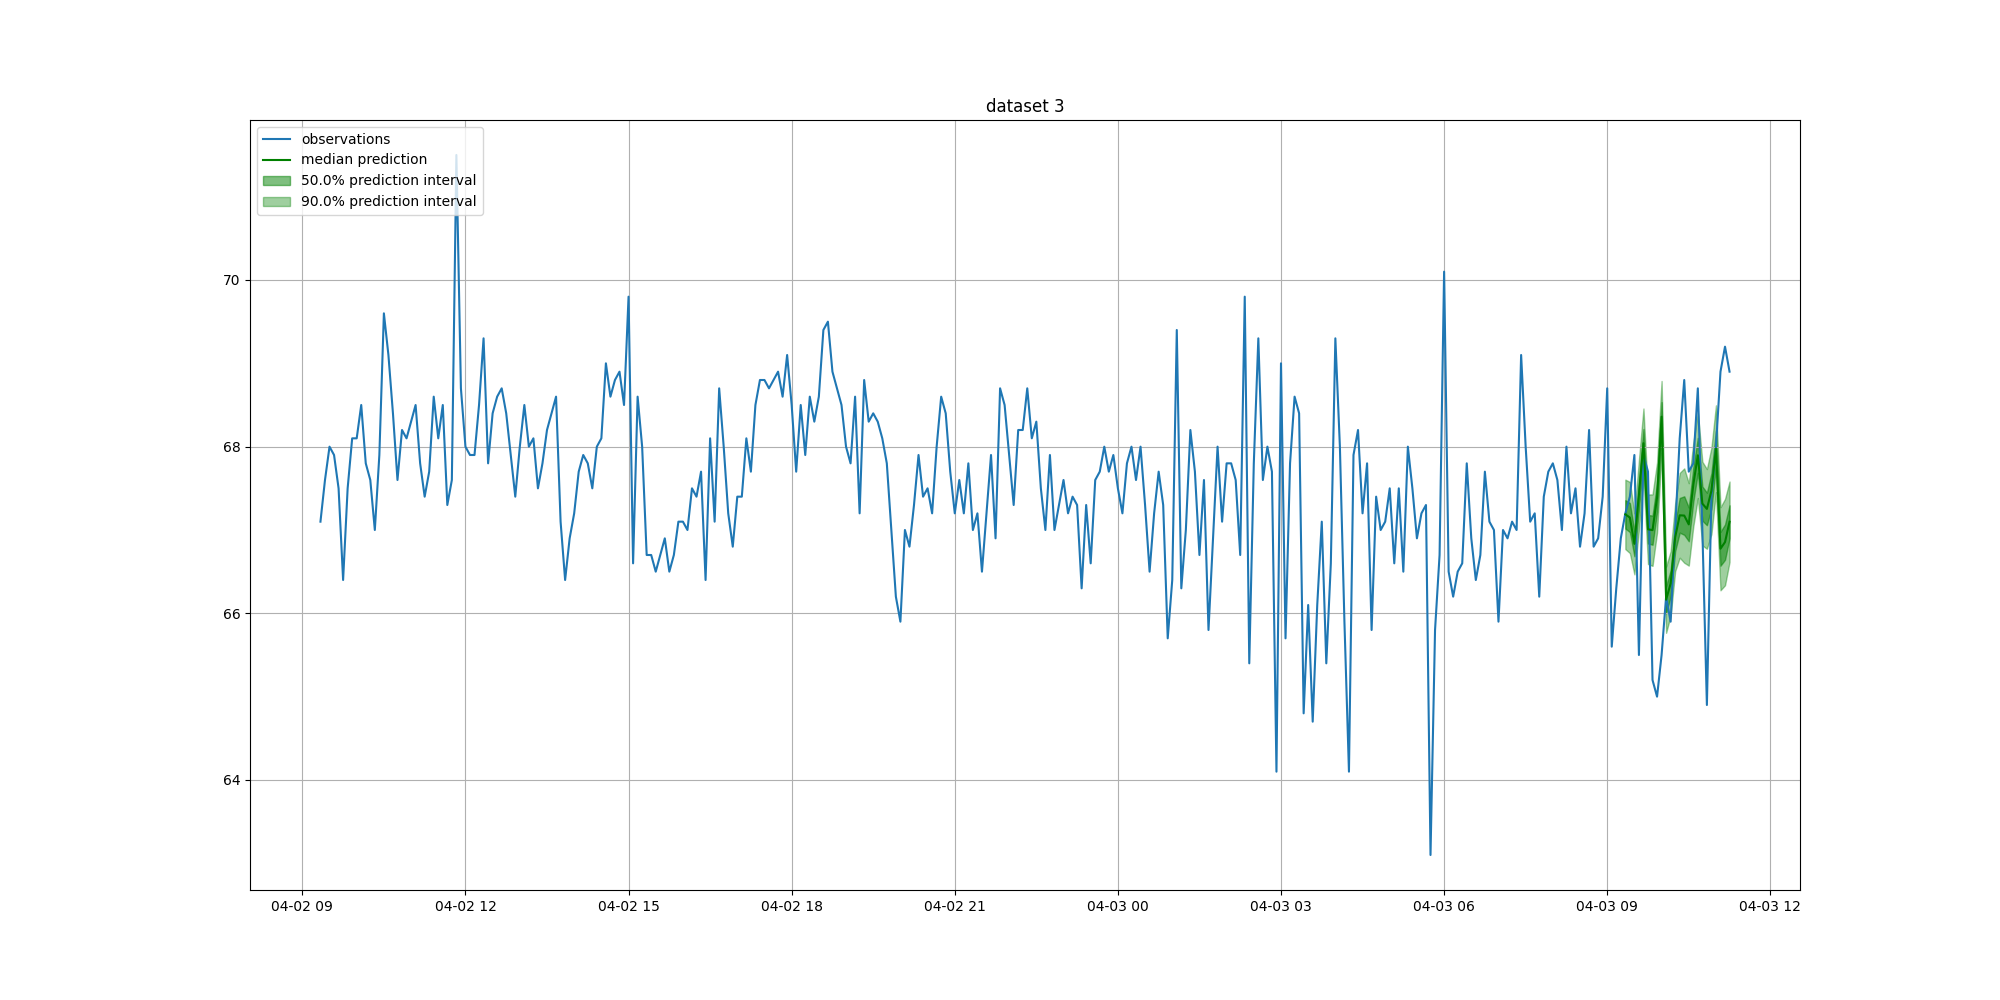 dataset 3
observations
median prediction
50.0% prediction interval
90.0% prediction interval
70
68
66
64
04-02 09
04-02 12
04-02 15
04-02 18
04-02 21
04-03 00
04-03 03
04-03 06
04-03 09
04-03 12